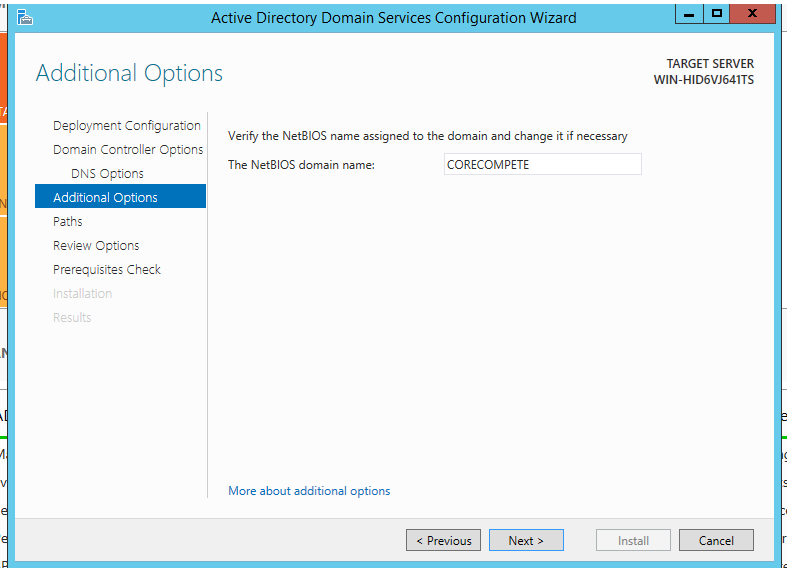 Active Directory Domain Services Configuration Wizard
Additional Options
TARGET SERVER
WIN-HID6VJ641TS
Deployment Configuration
Domain Controller Options
DNS Options
Additional Options
Paths
Review Options
Prerequisites Check
Installation
Results
Verify the NetBIOS name assigned to the domain and change it if necessary
The NetBIOS domain name:
CORECOMPETE
More about additional options
< Previous
Next >
Install
Cancel